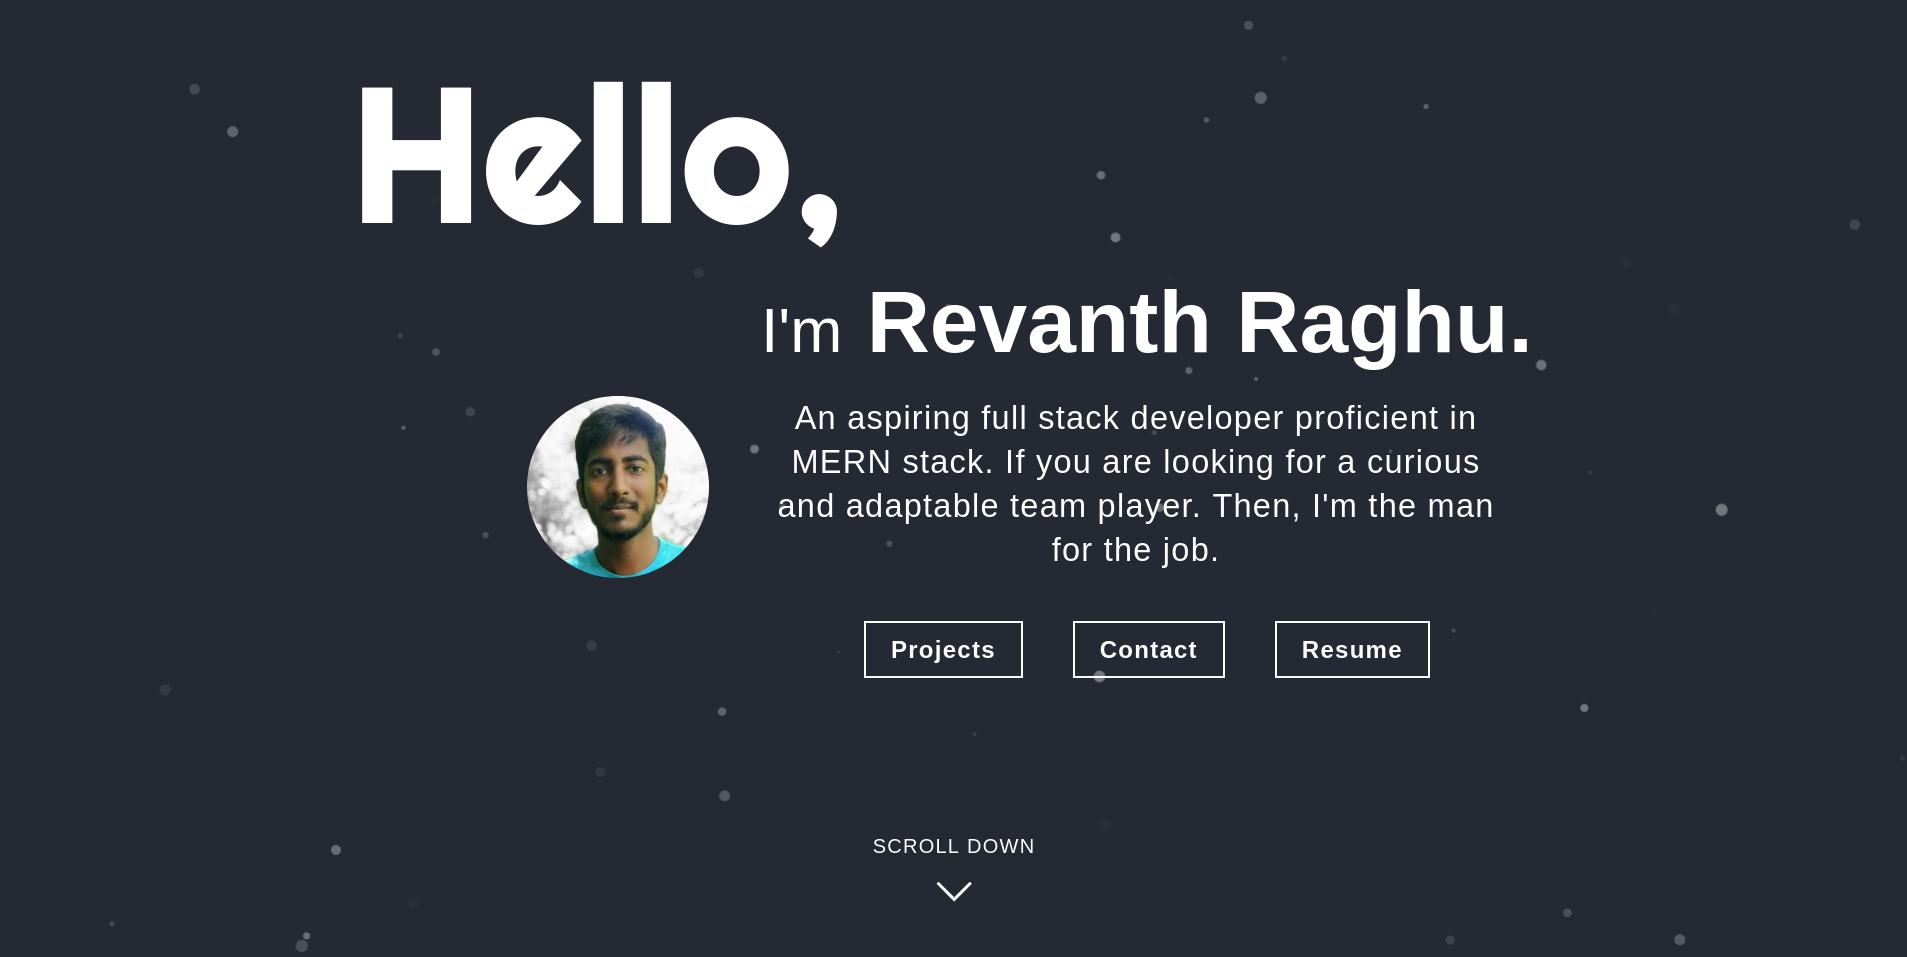 Hello,
I'm Revanth Raghu.
An aspiring full stack developer proficient in
MERN stack. If you are looking for a curious
and adaptable team player. Then, I'm the man
for the job.
Projects Contact Resume
SCROLL DOWN